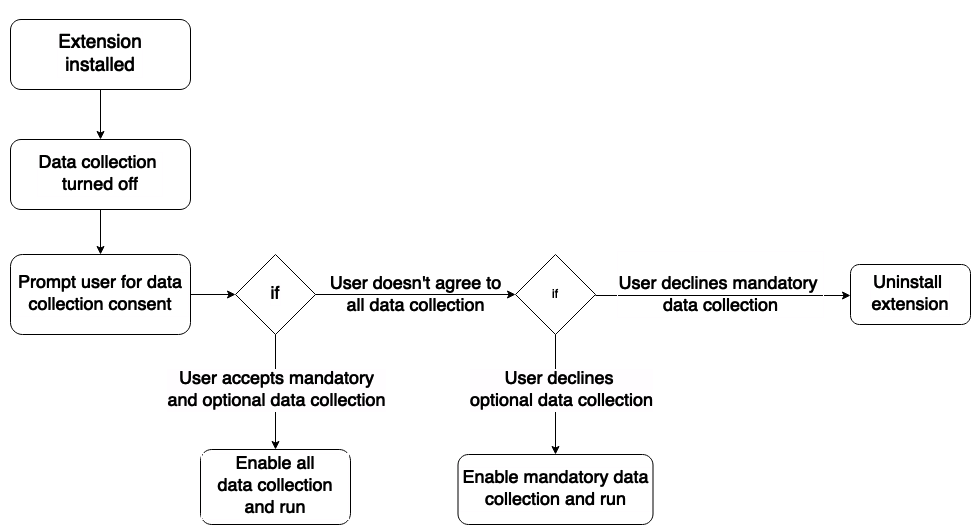 Extension
installed
Data collection
turned off
Prompt user for data
collection consent
if
User doesn't agree to
all data collection
if
User declines mandatory
data collection
Uninstall
extension
User accepts mandatory
and optional data collection
User declines
optional data collection
Enable all
data collection
and run
Enable mandatory data
collection and run